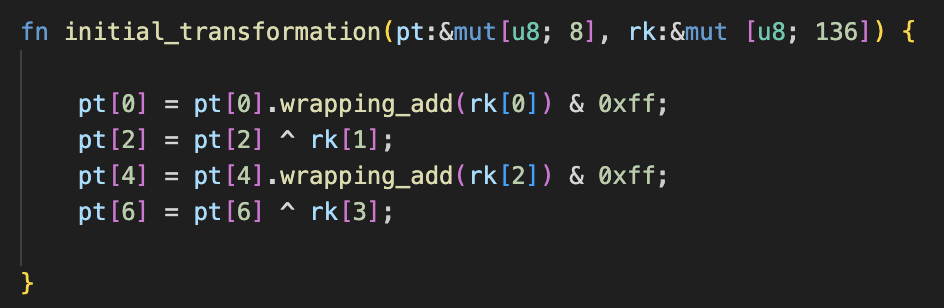 fn initial_transformation(pt:&mut[u8; 8], rk:&mut [u8; 136]) {
pt[0] = pt[0].wrapping_add(rk[0]) & 0xff;
pt[2] = pt[2] ^ rk[1];
pt[4] = pt[4].wrapping_add(rk[2]) & 0xff;
pt[6] = pt[6] ^ rk[3];
}